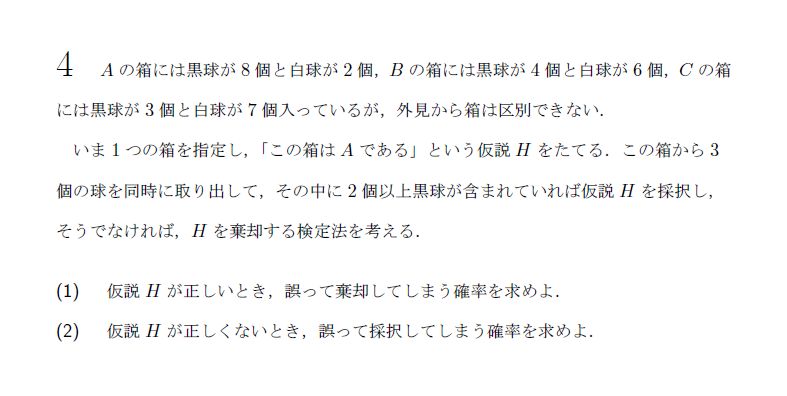 4 A の箱には黒球が 8 個と白球が 2 個，B の箱には黒球が 4 個と白球が 6 個，C の箱
には黒球が 3 個と白球が 7 個入っているが，外見から箱は区別できない．
いま 1 つの箱を指定し，「この箱は A である」という仮説 H をたてる．この箱から 3
個の球を同時に取り出して，その中に 2 個以上黒球が含まれていれば仮説 H を採択し，
そうでなければ，H を棄却する検定法を考える．
(1) 仮説 H が正しいとき，誤って棄却してしまう確率を求めよ．
(2) 仮説 H が正しくないとき，誤って採択してしまう確率を求めよ．